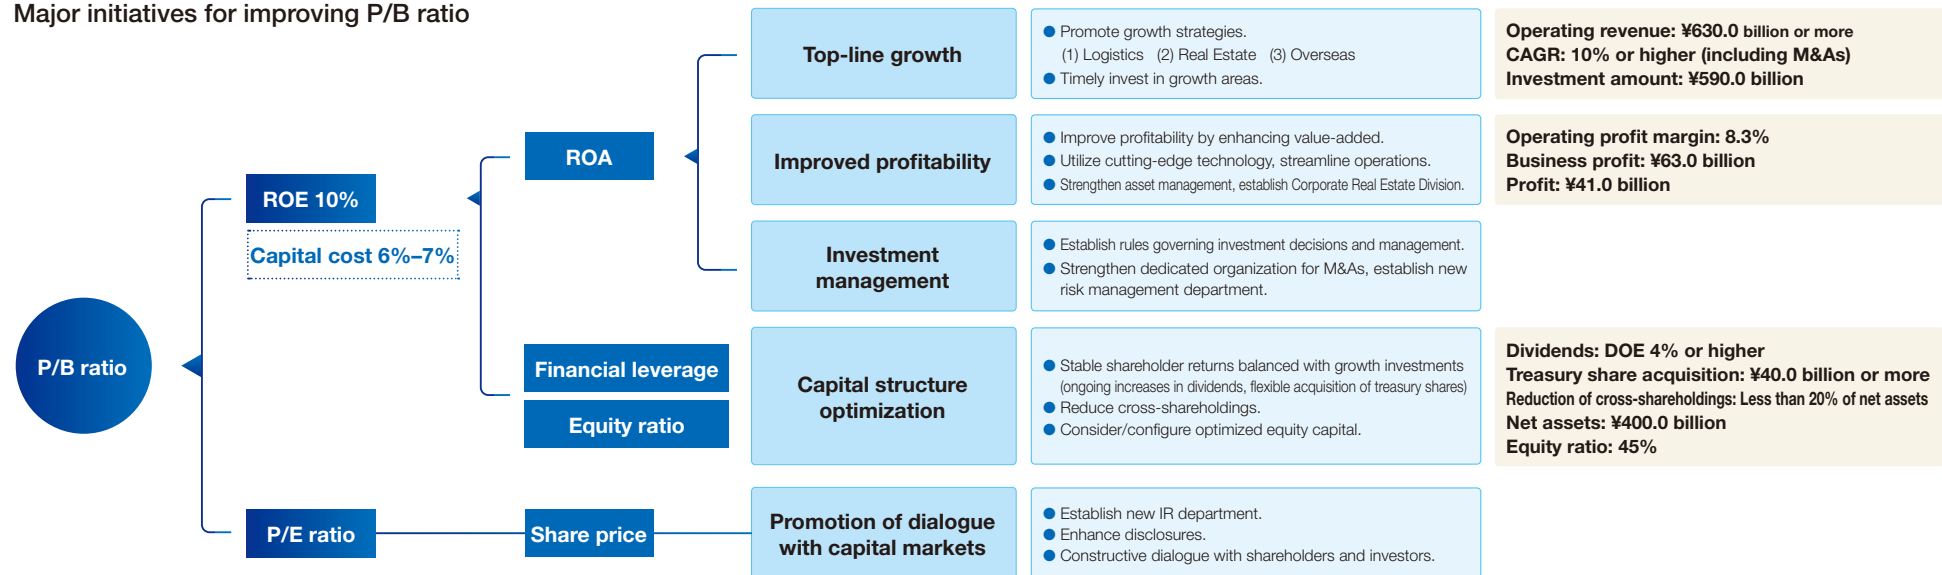 Major initiatives for improving P/B ratio
P/B ratio
ROE 10%
Capital cost 6%–7%
P/E ratio
ROA
Financial leverage
Equity ratio
Share price
Top-line growth
● Promote growth strategies.
(1) Logistics (2) Real Estate (3) Overseas
● Timely invest in growth areas.
Operating revenue: ¥630.0 billion or more
CAGR: 10% or higher (including M&As)
Investment amount: ¥590.0 billion
Improved profitability
● Improve profitability by enhancing value-added.
● Utilize cutting-edge technology, streamline operations.
● Strengthen asset management, establish Corporate Real Estate Division.
Operating profit margin: 8.3%
Business profit: ¥63.0 billion
Profit: ¥41.0 billion
Investment
management
● Establish rules governing investment decisions and management.
● Strengthen dedicated organization for M&As, establish new
risk management department.
Capital structure
optimization
● Stable shareholder returns balanced with growth investments
(ongoing increases in dividends, flexible acquisition of treasury shares)
● Reduce cross-shareholdings.
● Consider/configure optimized equity capital.
Dividends: DOE 4% or higher
Treasury share acquisition: ¥40.0 billion or more
Reduction of cross-shareholdings: Less than 20% of net assets
Net assets: ¥400.0 billion
Equity ratio: 45%
Promotion of dialogue
with capital markets
● Establish new IR department.
● Enhance disclosures.
● Constructive dialogue with shareholders and investors.